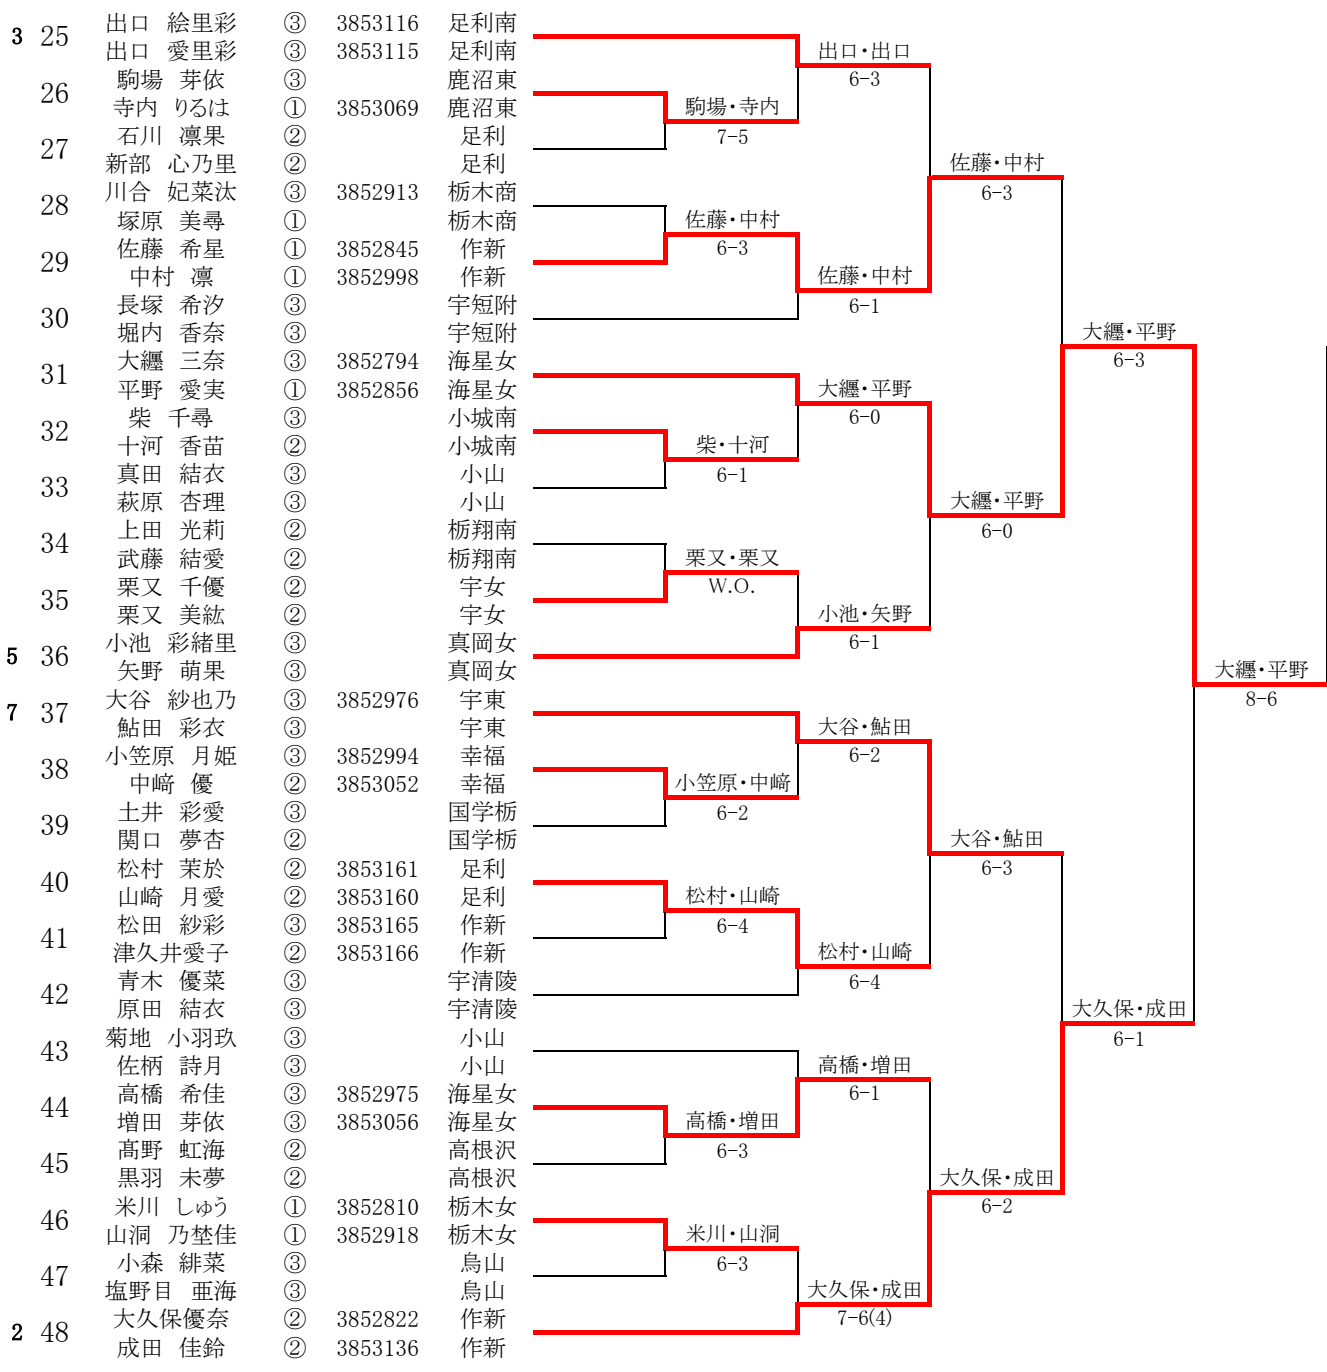 3 25 出口 絵里彩 ③ 3853116 足利南
出口 愛里彩 ③ 3853115 足利南
26 駒場 芽依 ③ 鹿沼東
寺内 りるは ① 3853069 鹿沼東
27 石川 凛果 ② 足利
新部 心乃里 ② 足利
28 川合 妃菜汰 ③ 3852913 栃木商
塚原 美尋 ① 栃木商
29 佐藤 希星 ① 3852845 作新
中村 凛 ① 3852998 作新
30 長塚 希汐 ③ 宇短附
堀内 香奈 ③ 宇短附
31 大纒 三奈 ③ 3852794 海星女
平野 愛実 ① 3852856 海星女
32 柴 千尋 ③ 小城南
十河 香苗 ② 小城南
33 真田 結衣 ③ 小山
萩原 杏理 ③ 小山
34 上田 光莉 ② 栃翔南
武藤 結愛 ② 栃翔南
35 栗又 千優 ② 宇女
栗又 美紘 ② 宇女
5 36 小池 彩緒里 ③ 真岡女
矢野 萌果 ③ 真岡女
7 37 大谷 紗也乃 ③ 3852976 宇東
鮎田 彩衣 ③ 宇東
38 小笠原 月姫 ③ 3852994 幸福
中﨑 優 ② 3853052 幸福
39 土井 彩愛 ③ 国学栃
関口 夢杏 ② 国学栃
40 松村 茉於 ② 3853161 足利
山崎 月愛 ② 3853160 足利
41 松田 紗彩 ③ 3853165 作新
津久井愛子 ② 3853166 作新
42 青木 優菜 ③ 宇清陵
原田 結衣 ③ 宇清陵
43 菊地 小羽玖 ③ 小山
佐柄 詩月 ③ 小山
44 高橋 希佳 ③ 3852975 海星女
増田 芽依 ③ 3853056 海星女
45 髙野 虹海 ② 高根沢
黒羽 未夢 ② 高根沢
46 米川 しゅう ① 3852810 栃木女
山洞 乃埜佳 ① 3852918 栃木女
47 小森 緋菜 ③ 烏山
塩野目 亜海 ③ 烏山
2 48 大久保優奈 ② 3852822 作新
成田 佳鈴 ② 3853136 作新
駒場・寺内
7-5
佐藤・中村
6-3
柴・十河
6-1
栗又・栗又
W.O.
小笠原・中﨑
6-2
松村・山崎
6-4
高橋・増田
6-3
米川・山洞
6-3
出口・出口
6-3
佐藤・中村
6-1
大纒・平野
6-0
小池・矢野
6-1
大谷・鮎田
6-2
松村・山崎
6-4
高橋・増田
6-1
大久保・成田
7-6(4)
佐藤・中村
6-3
大纒・平野
6-0
大谷・鮎田
6-3
大久保・成田
6-2
大纒・平野
6-3
大久保・成田
6-1
大纒・平野
8-6